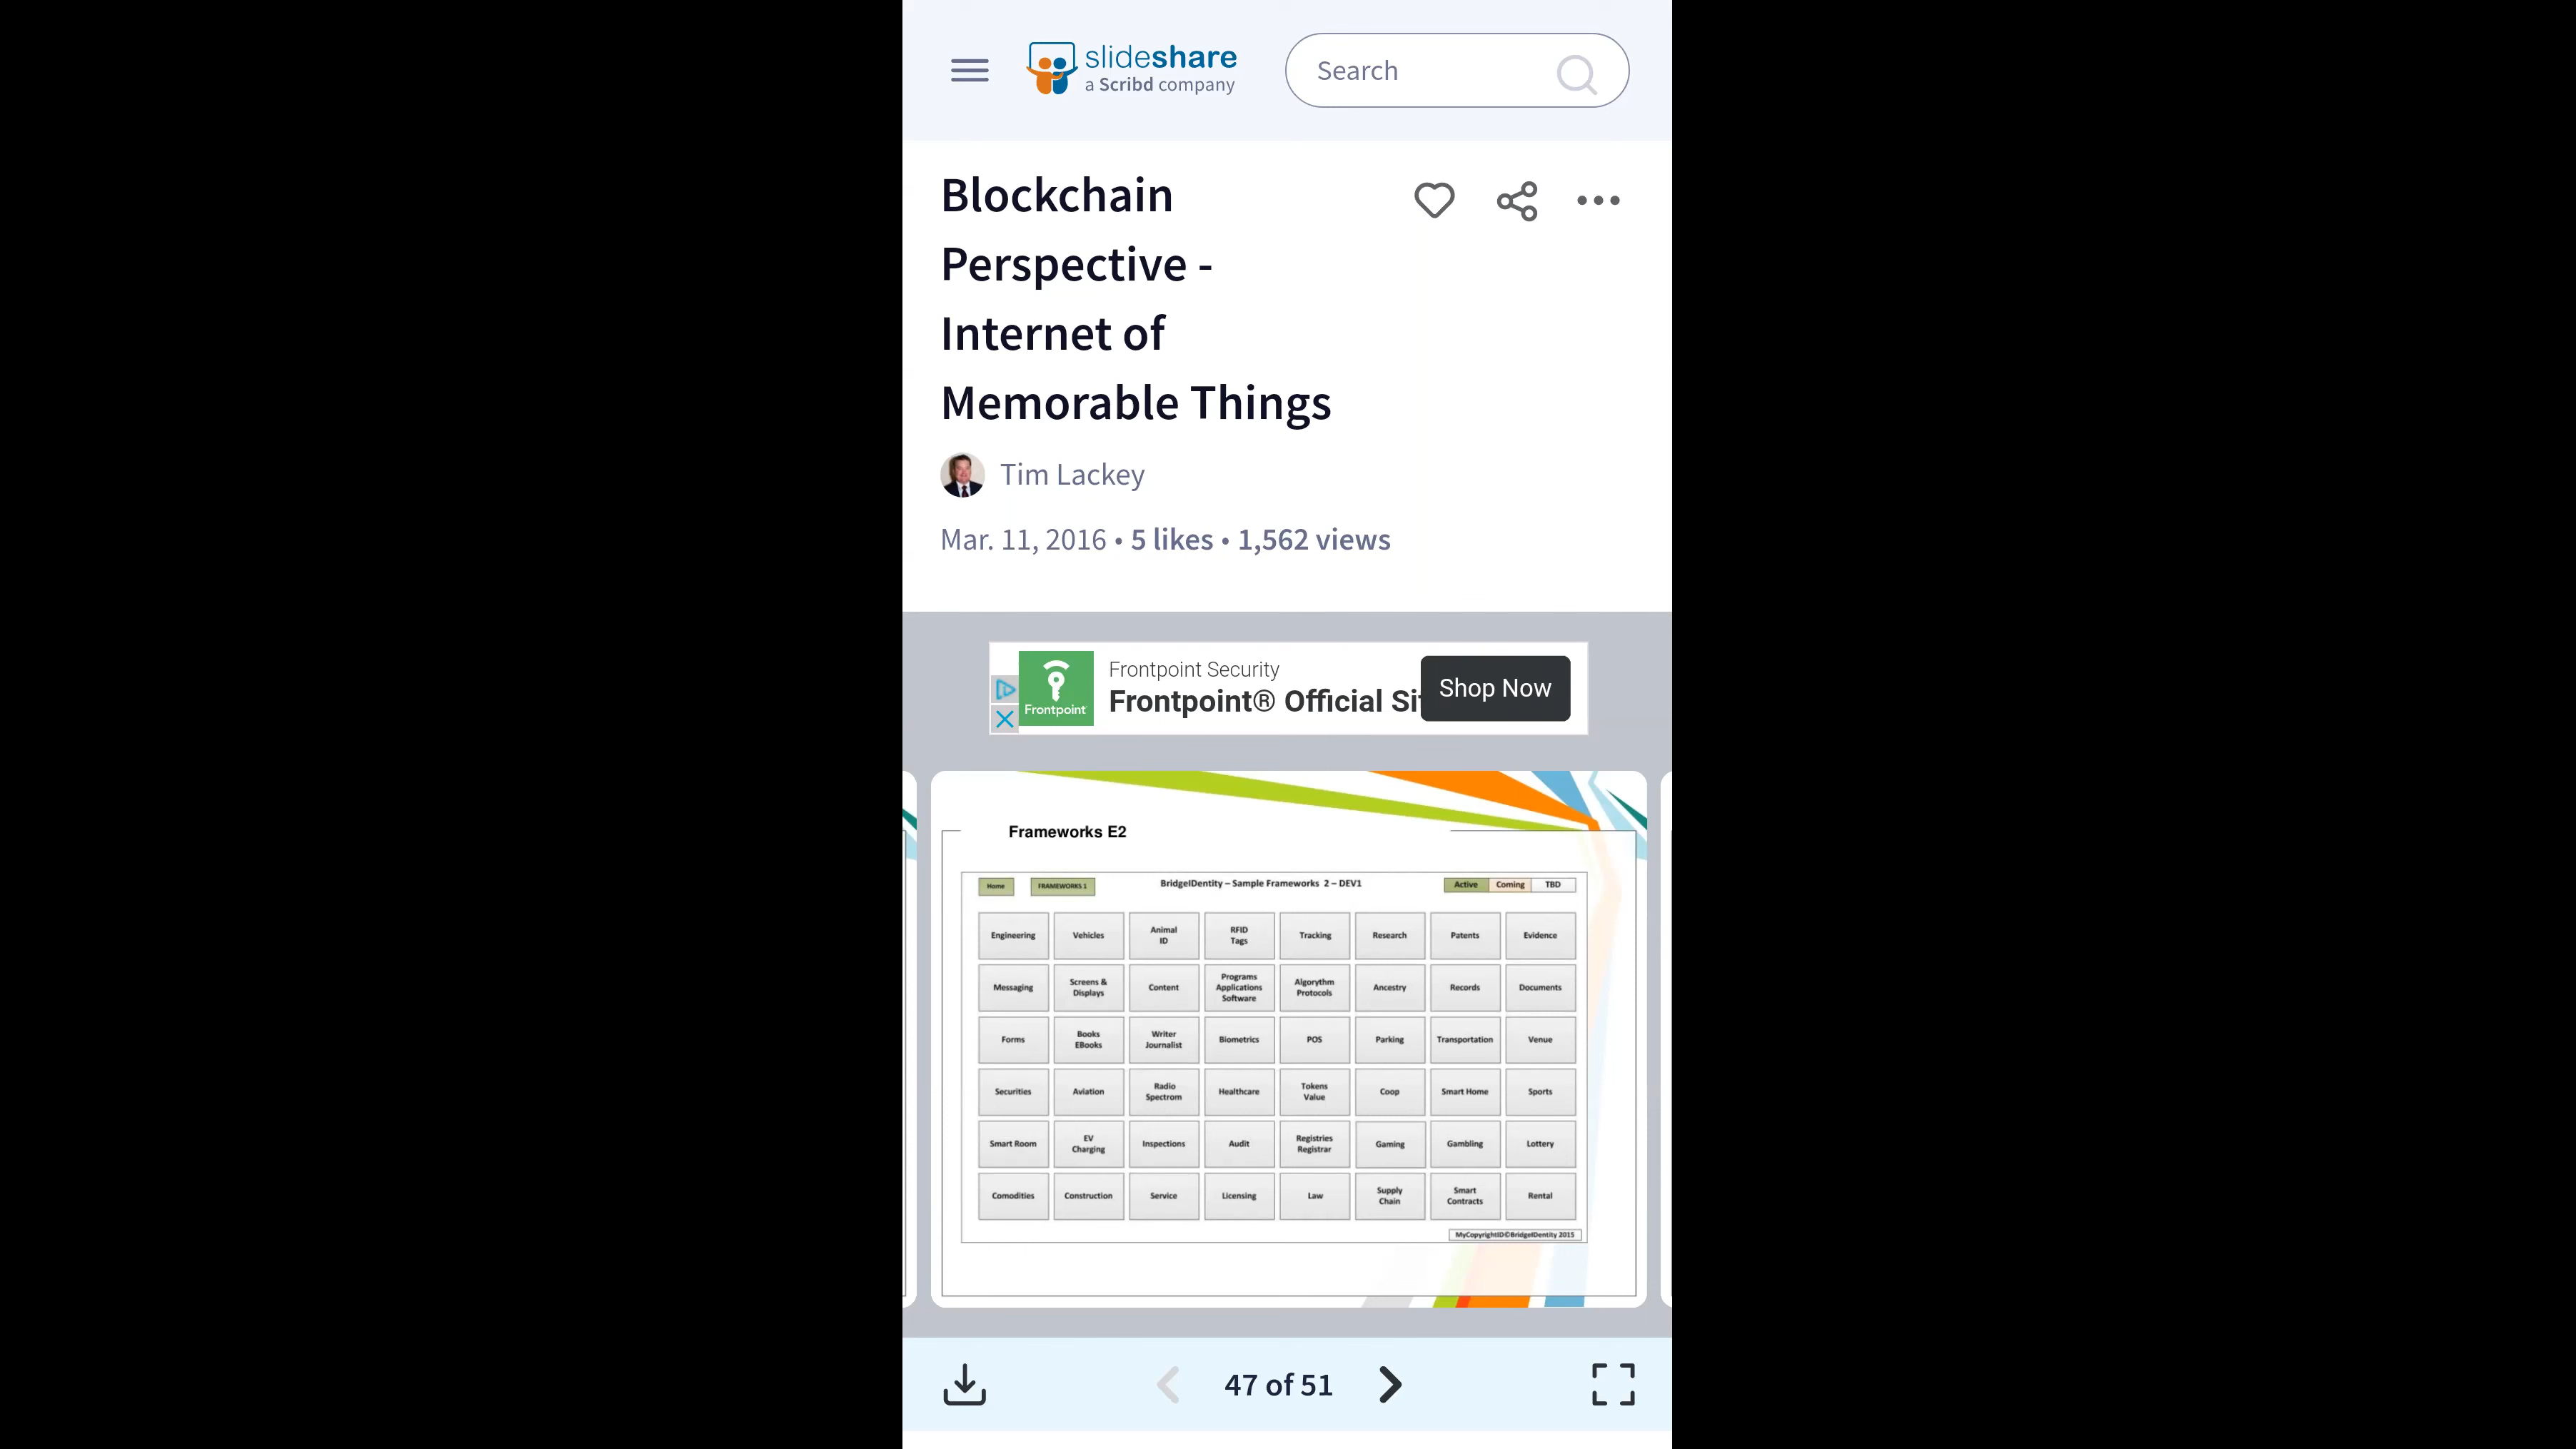 slideshare
a Scribd company
Search
Blockchain
Perspective -
Internet of
Memorable Things
Tim Lackey
Mar. 11, 2016 • 5 likes • 1,562 views
Frontpoint
Frontpoint Security
Frontpoint® Official Si
Shop Now
Frameworks E2
Home
FRAMEWORKS 1
BridgeIDentity – Sample Frameworks 2 – DEV1
Active Coming TBD
Engineering
Vehicles
Animal
ID
RFID
Tags
Tracking
Research
Patents
Evidence
Messaging
Screens &
Displays
Content
Programs
Applications
Software
Algorythm
Protocols
Ancestry
Records
Documents
Forms
Books
EBooks
Writer
Journalist
Biometrics
POS
Parking
Transportation
Venue
Securities
Aviation
Radio
Spectrom
Healthcare
Tokens
Value
Coop
Smart Home
Sports
Smart Room
EV
Charging
Inspections
Audit
Registries
Registrar
Gaming
Gambling
Lottery
Comodities
Construction
Service
Licensing
Law
Supply
Chain
Smart
Contracts
Rental
MyCopyrightID©BridgeIDentity 2015
47 of 51